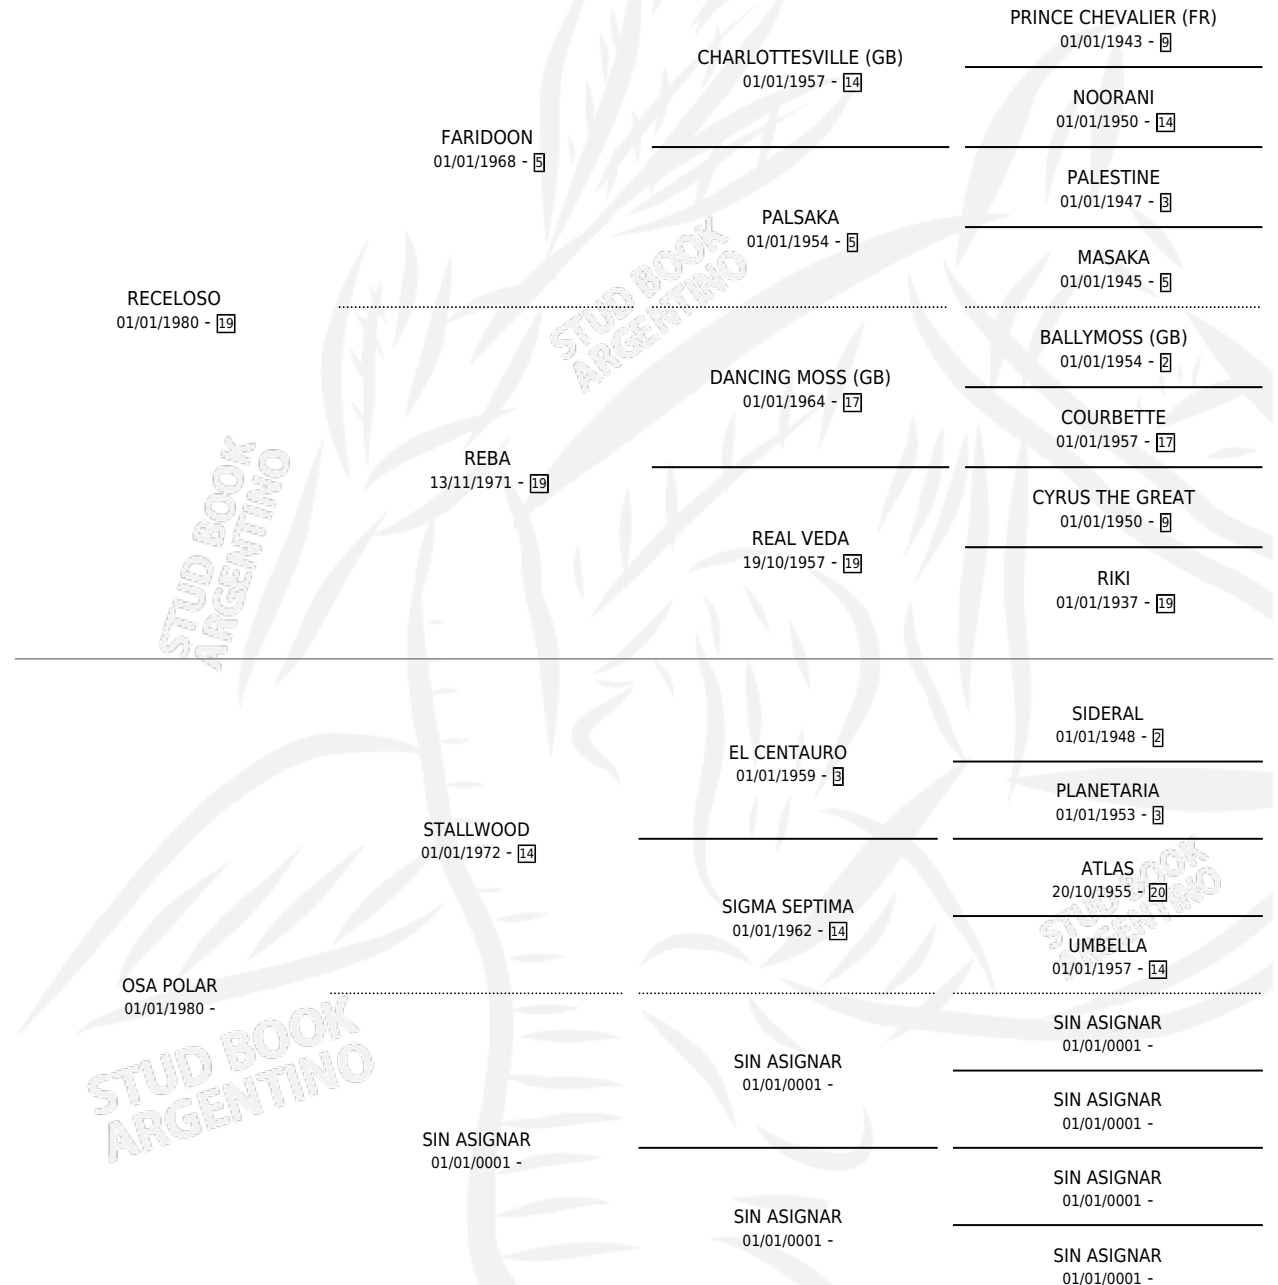 PRINCE CHEVALIER (FR)
01/01/1943 - 9
CHARLOTTESVILLE (GB)
01/01/1957 - 14
NOORANI
01/01/1950 - 14
FARIDOON
01/01/1968 - 5
PALESTINE
01/01/1947 - 3
PALSAKA
01/01/1954 - 5
MASAKA
01/01/1945 - 5
RECELOSO
01/01/1980 - 19
STUD BOOK
ARGENTINO
BALLYMOSS (GB)
01/01/1954 - 2
DANCING MOSS (GB)
01/01/1964 - 17
COURBETTE
01/01/1957 - 17
REBA
13/11/1971 - 19
CYRUS THE GREAT
01/01/1950 - 9
REAL VEDA
19/10/1957 - 19
RIKI
01/01/1937 - 19
STUD BOOK
ARGENTINO
SIDERAL
01/01/1948 - 2
EL CENTAURO
01/01/1959 - 3
PLANETARIA
01/01/1953 - 3
STALLWOOD
01/01/1972 - 14
ATLAS
20/10/1955 - 20
SIGMA SEPTIMA
01/01/1962 - 14
STUD BOOK
ARGENTINO
UMBELLA
01/01/1957 - 14
OSA POLAR
01/01/1980 -
SIN ASIGNAR
01/01/0001 -
SIN ASIGNAR
01/01/0001 -
STUD BOOK
ARGENTINO
SIN ASIGNAR
01/01/0001 -
SIN ASIGNAR
01/01/0001 -
SIN ASIGNAR
01/01/0001 -
SIN ASIGNAR
01/01/0001 -
SIN ASIGNAR
01/01/0001 -